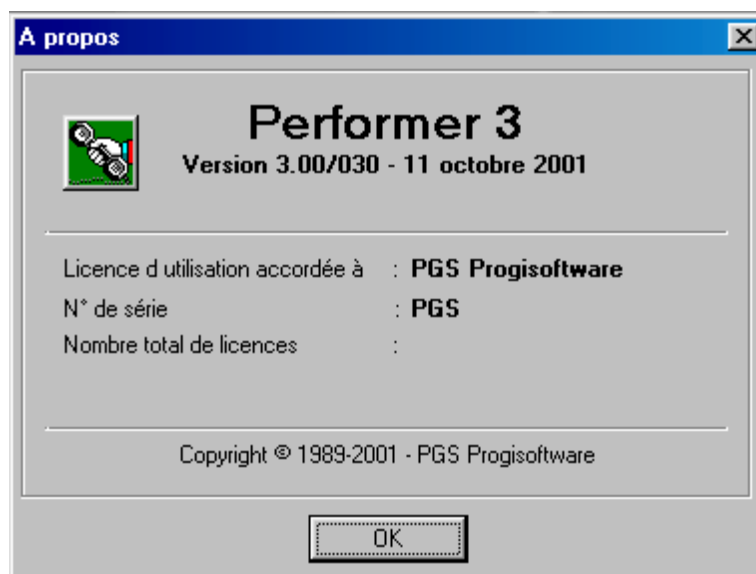 A propos
Performer 3
Version 3.00/030 - 11 octobre 2001
Licence d utilisation accordée à : PGS Progisoftware
N° de série : PGS
Nombre total de licences :
Copyright © 1989-2001 - PGS Progisoftware
OK